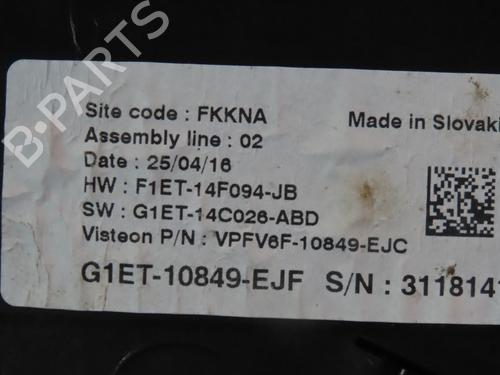 B-PARTS
Site code : FKKNA
Made in Slovaki
Assembly line : 02
Date : 25/04/16
HW : F1ET-14F094-JB
SW : G1ET-14C026-ABD
Visteon P/N : VPFV6F-10849-EJC
G1ET-10849-EJF S/N : 3118141